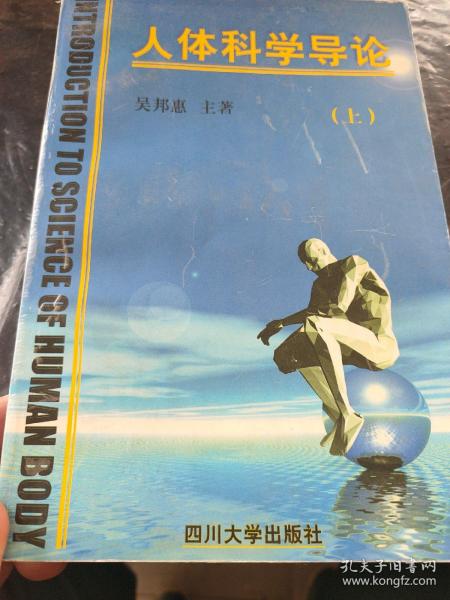 INTRODUCTION TO SCIENCE OF HUMAN BODY
人体科学导论
吴邦惠 主著
(上)
四川大学出版社
孔夫子旧书网
www.kongfz.com